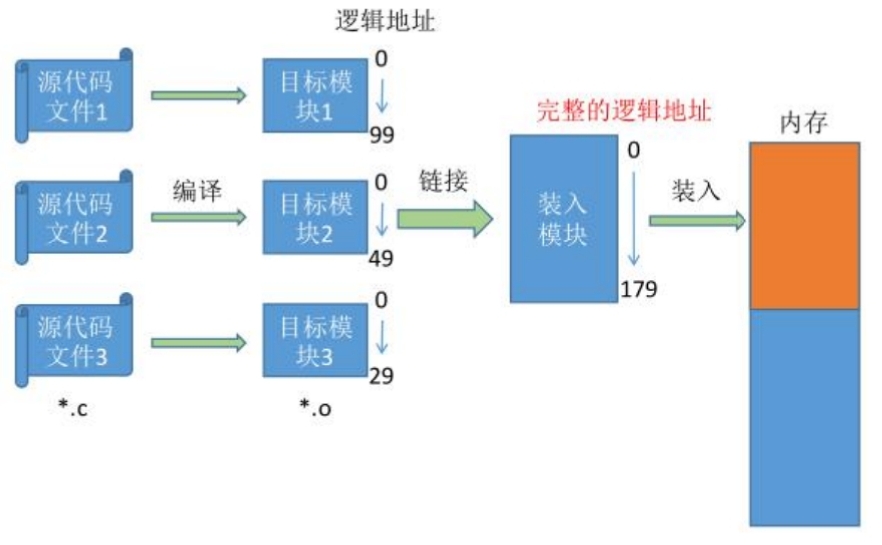 逻辑地址
源代码
文件1
目标模
块1
0
99
源代码
文件2
编译
目标模
块2
0
49
链接
源代码
文件3
目标模
块3
0
29
*.c
*.o
完整的逻辑地址
装入
模块
0
179
装入
内存